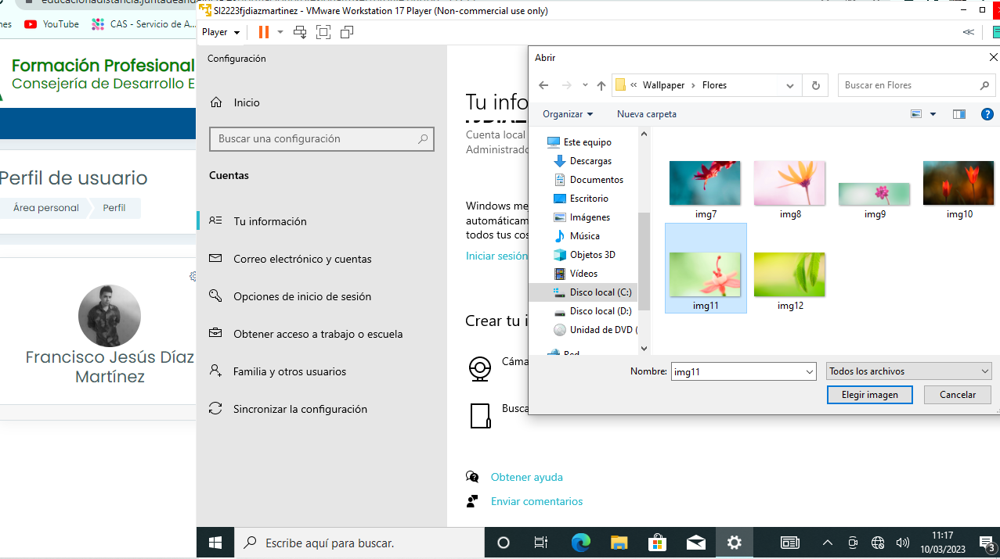 SI2223fjdiazmartinez - VMware Workstation 17 Player (Non-commercial use only)
nes
YouTube
CAS - Servicio de A...
Player
Formación Profesional
Consejería de Desarrollo E
Perfil de usuario
Área personal
Perfil
Francisco Jesús Díaz
Martínez
Configuración
Inicio
Buscar una configuración
Cuentas
Tu información
Correo electrónico y cuentas
Opciones de inicio de sesión
Obtener acceso a trabajo o escuela
Familia y otros usuarios
Sincronizar la configuración
Tu info
Cuenta local
Administrado
Windows me
automáticam
todos tus cos
Iniciar sesión
Crear tu i
Cáma
Busca
Obtener ayuda
Enviar comentarios
Abrir
« Wallpaper › Flores
Buscar en Flores
Organizar
Nueva carpeta
Este equipo
Descargas
Documentos
Escritorio
Imágenes
Música
Objetos 3D
Vídeos
Disco local (C:)
Disco local (D:)
Unidad de DVD (
Red
img7
img8
img9
img10
img11
img12
Nombre:
img11
Todos los archivos
Elegir imagen
Cancelar
Escribe aquí para buscar.
11:17
10/03/2023
3